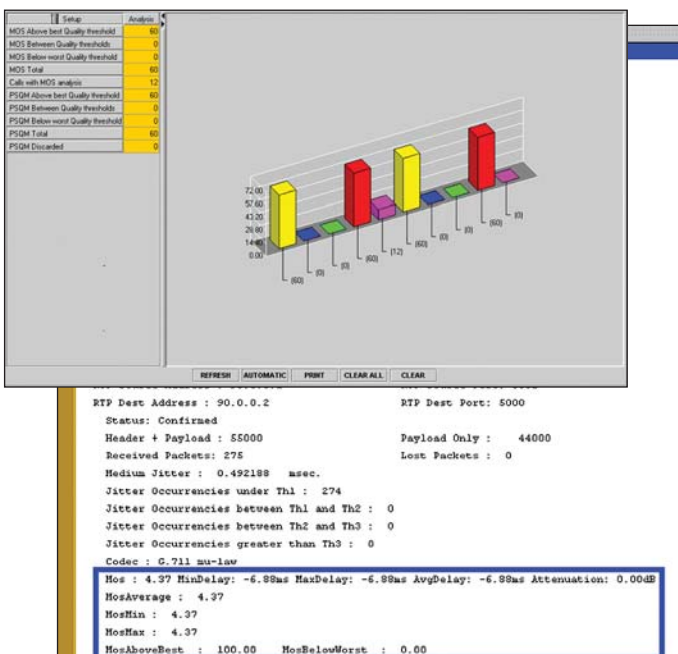 Setup Analysis
MOS Above best Quality threshold 60
MOS Between Quality thresholds 0
MOS Below worst Quality threshold 0
MOS Total 60
Calls with MOS analysis 12
PSQM Above best Quality threshold 60
PSQM Between Quality thresholds 0
PSQM Below worst Quality threshold 0
PSQM Total 60
PSQM Discarded 0
72.00
57.60
43.20
28.80
14.40
0.00
(60)
(0)
(0)
(60)
(12)
(60)
(0)
(0)
(60)
(0)
REFRESH AUTOMATIC PRINT CLEAR ALL CLEAR
RTP Dest Address : 90.0.0.2 RTP Dest Port: 5000
Status: Confirmed
Header + Payload : 55000 Payload Only : 44000
Received Packets: 275 Lost Packets : 0
Medium Jitter : 0.492188 msec.
Jitter Occurrencies under Th1 : 274
Jitter Occurrencies between Th1 and Th2 : 0
Jitter Occurrencies between Th2 and Th3 : 0
Jitter Occurrencies greater than Th3 : 0
Codec : G.711 mu-law
Mos : 4.37 MinDelay: -6.88ms MaxDelay: -6.88ms AvgDelay: -6.88ms Attenuation: 0.00dB
MosAverage : 4.37
MosMin : 4.37
MosMax : 4.37
MosAboveBest : 100.00 MosBelowWorst : 0.00